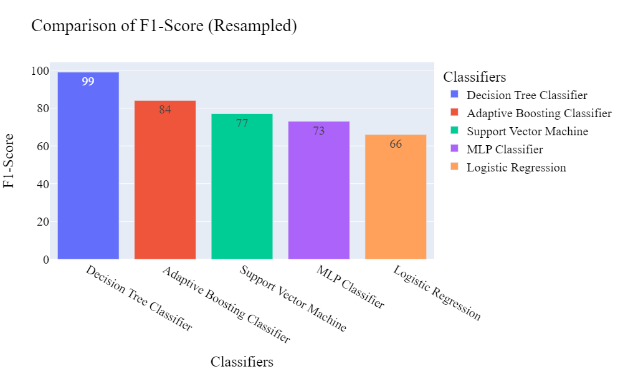 Comparison of F1-Score (Resampled)
F1-Score
100
80
60
40
20
0
99
84
77
73
66
Decision Tree Classifier
Adaptive Boosting Classifier
Support Vector Machine
MLP Classifier
Logistic Regression
Classifiers
Classifiers
Decision Tree Classifier
Adaptive Boosting Classifier
Support Vector Machine
MLP Classifier
Logistic Regression